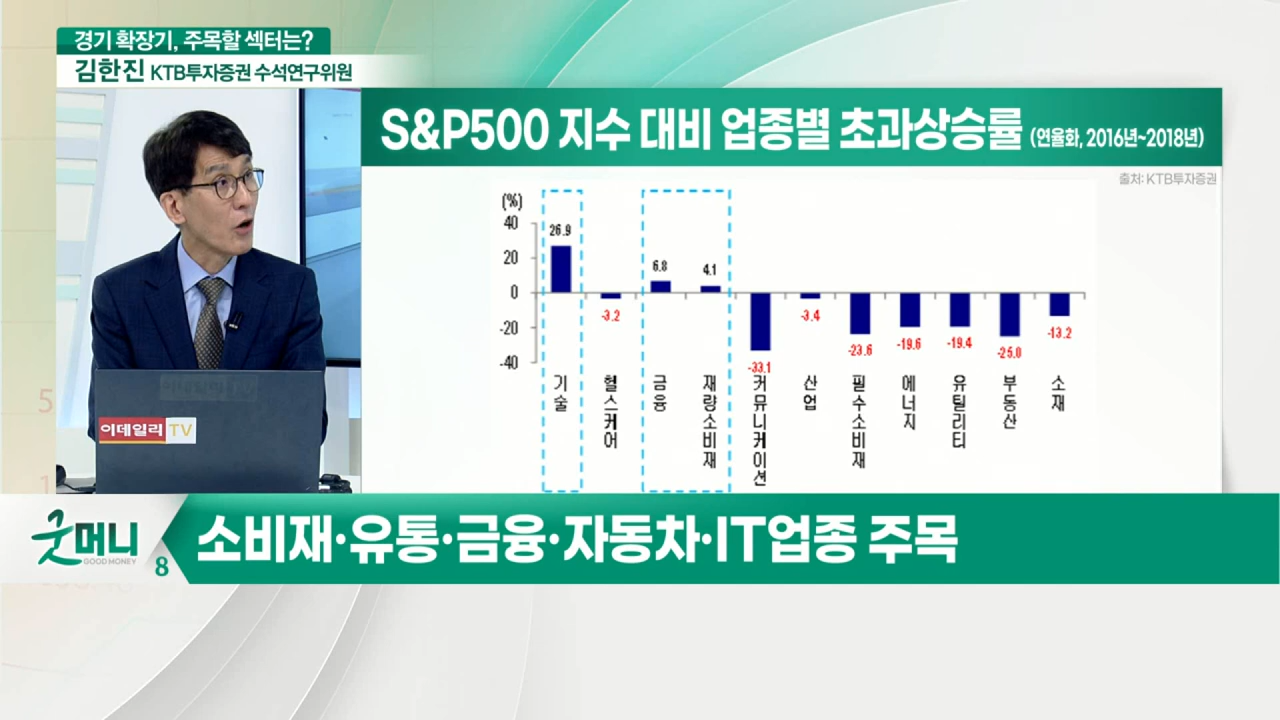 경기 확장기, 주목할 섹터는?
김한진 KTB투자증권 수석연구위원
S&P500 지수 대비 업종별 초과상승률 (연율화, 2016년~2018년)
출처: KTB투자증권
(%)
40
20
0
-20
-40
26.9
-3.2
6.8
4.1
-33.1
-3.4
-23.6
-19.6
-19.4
-25.0
-13.2
기술
헬스케어
금융
재량소비재
커뮤니케이션
산업
필수소비재
에너지
유틸리티
부동산
소재
이데일리 TV
굿머니
GOOD MONEY
8
소비재·유통·금융·자동차·IT업종 주목